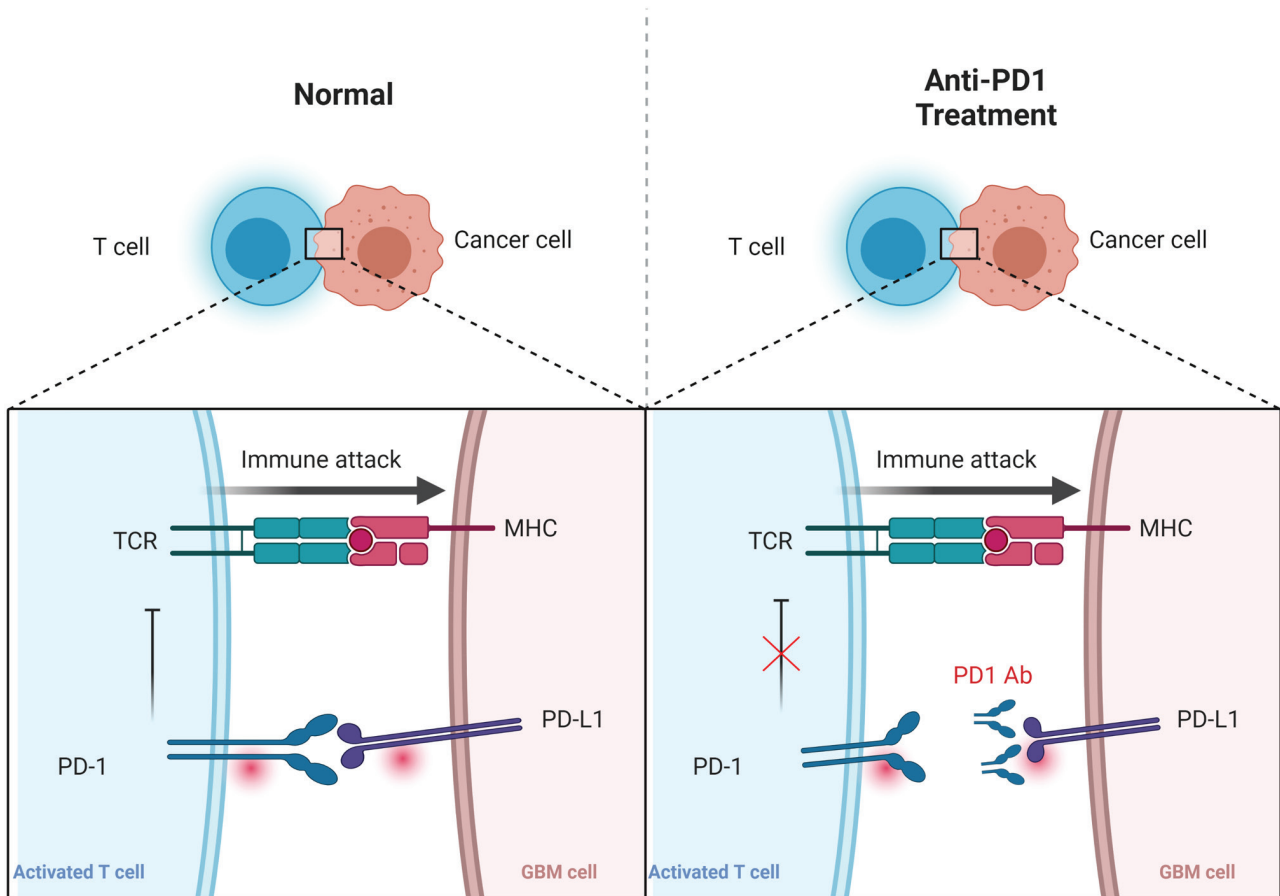 Normal
T cell
Cancer cell
Immune attack
TCR
MHC
PD-1
PD-L1
Activated T cell
GBM cell
Anti-PD1
Treatment
T cell
Cancer cell
Immune attack
TCR
MHC
PD1 Ab
PD-1
PD-L1
Activated T cell
GBM cell